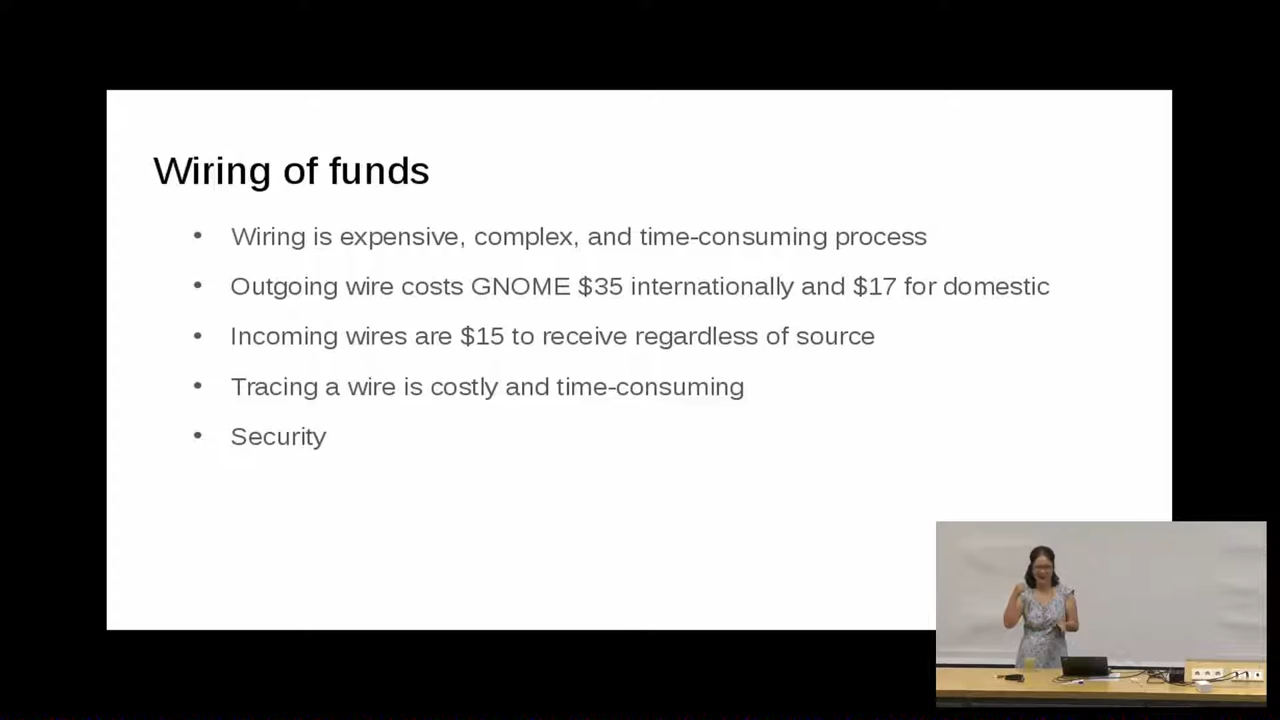 Wiring of funds
• Wiring is expensive, complex, and time-consuming process
• Outgoing wire costs GNOME $35 internationally and $17 for domestic
• Incoming wires are $15 to receive regardless of source
• Tracing a wire is costly and time-consuming
• Security